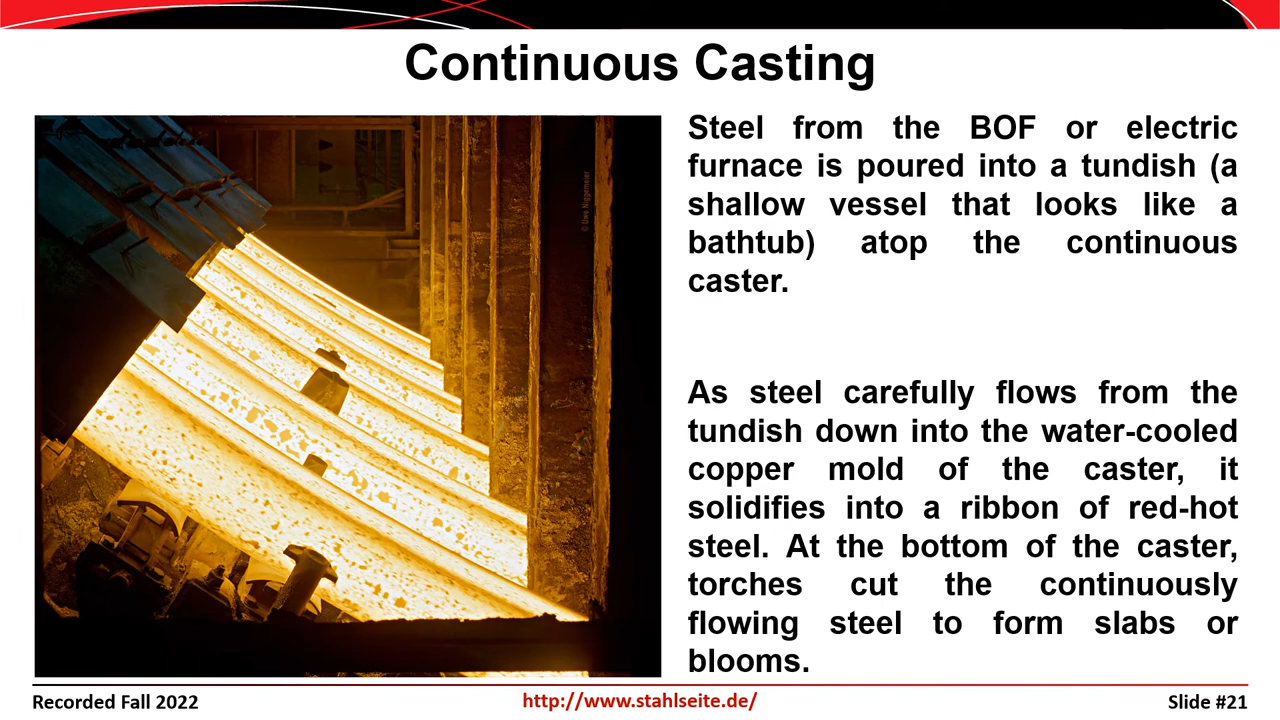 Continuous Casting
Steel from the BOF or electric
furnace is poured into a tundish (a
shallow vessel that looks like a
bathtub) atop the continuous
caster.
As steel carefully flows from the
tundish down into the water-cooled
copper mold of the caster, it
solidifies into a ribbon of red-hot
steel. At the bottom of the caster,
torches cut the continuously
flowing steel to form slabs or
blooms.
© Uwe Niggemeier
Recorded Fall 2022
http://www.stahlseite.de/
Slide #21